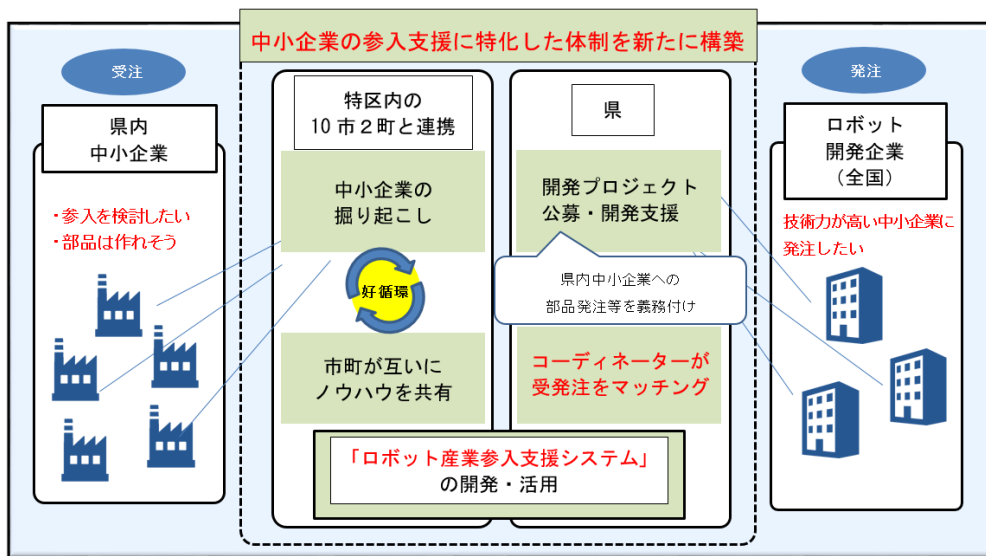 中小企業の参入支援に特化した体制を新たに構築
受注
県内
中小企業
・参入を検討したい
・部品は作れそう
特区内の
10市２町と連携
中小企業の
掘り起こし
好循環
市町が互いに
ノウハウを共有
県
開発プロジェクト
公募・開発支援
県内中小企業への
部品発注等を義務付け
コーディネーターが
受発注をマッチング
「ロボット産業参入支援システム」
の開発・活用
発注
ロボット
開発企業
（全国）
技術力が高い中小企業に
発注したい